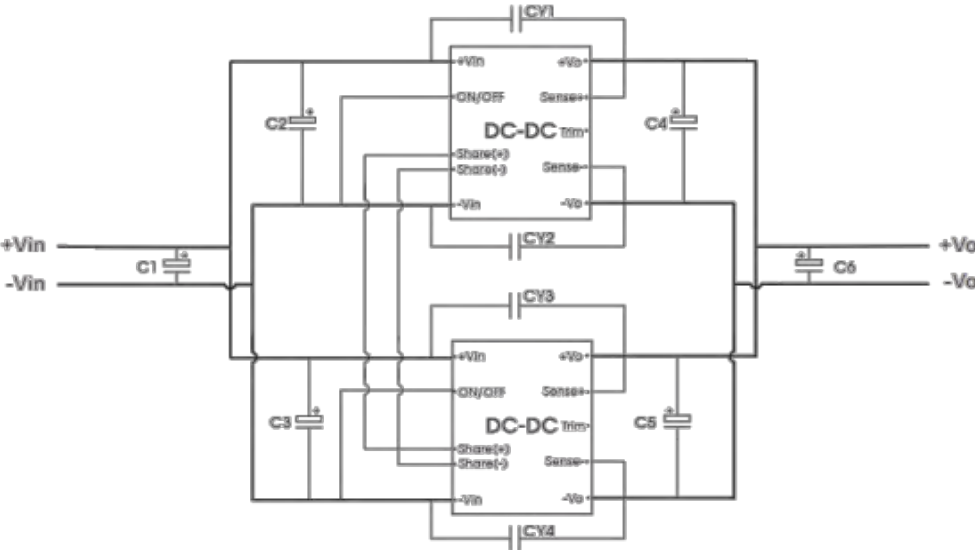 CY1
+Vin
+Vo
ON/OFF
Sense+
C2
C4
DC-DC
Trim
Share(+)
Share(-)
Sense-
-Vin
-Vo
CY2
+Vin
+Vo
C1
C6
-Vin
-Vo
CY3
+Vin
+Vo
ON/OFF
Sense+
C3
C5
DC-DC
Trim
Share(+)
Share(-)
Sense-
-Vin
-Vo
CY4